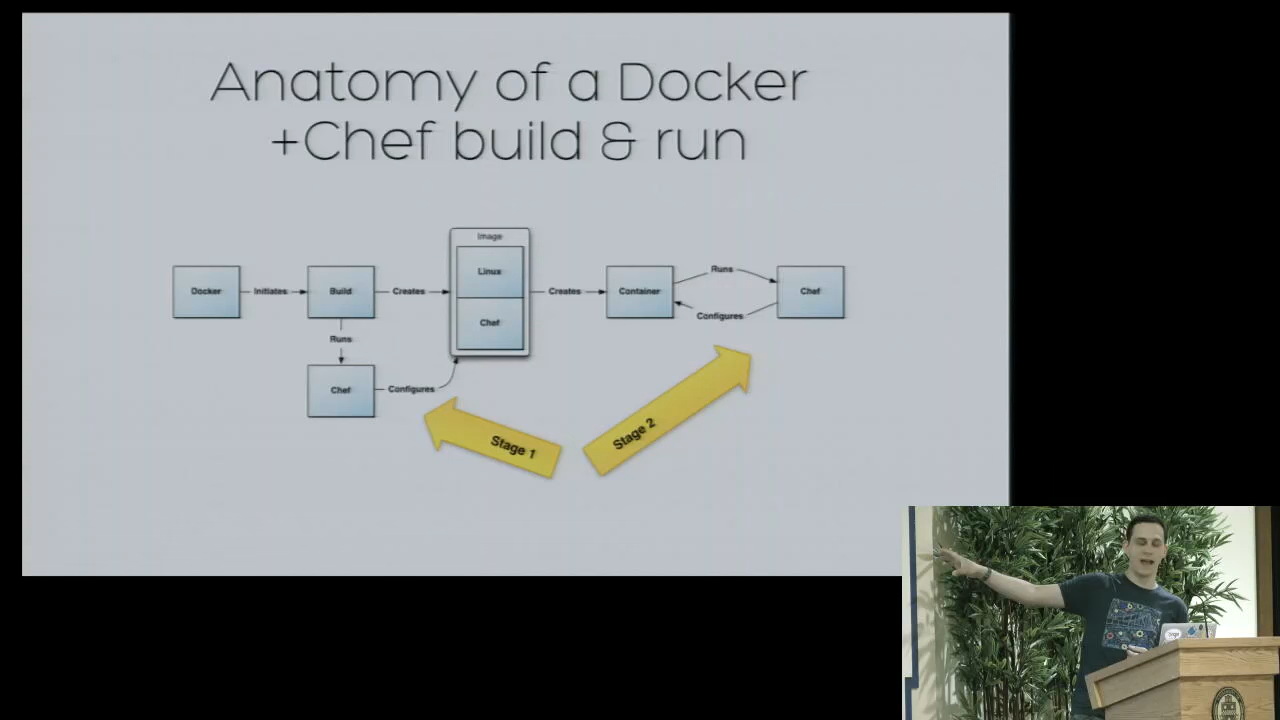 Anatomy of a Docker
+Chef build & run
Image
Linux
Chef
Docker
Initiates
Build
Creates
Creates
Container
Runs
Configures
Chef
Runs
Chef
Configures
Stage 1
Stage 2